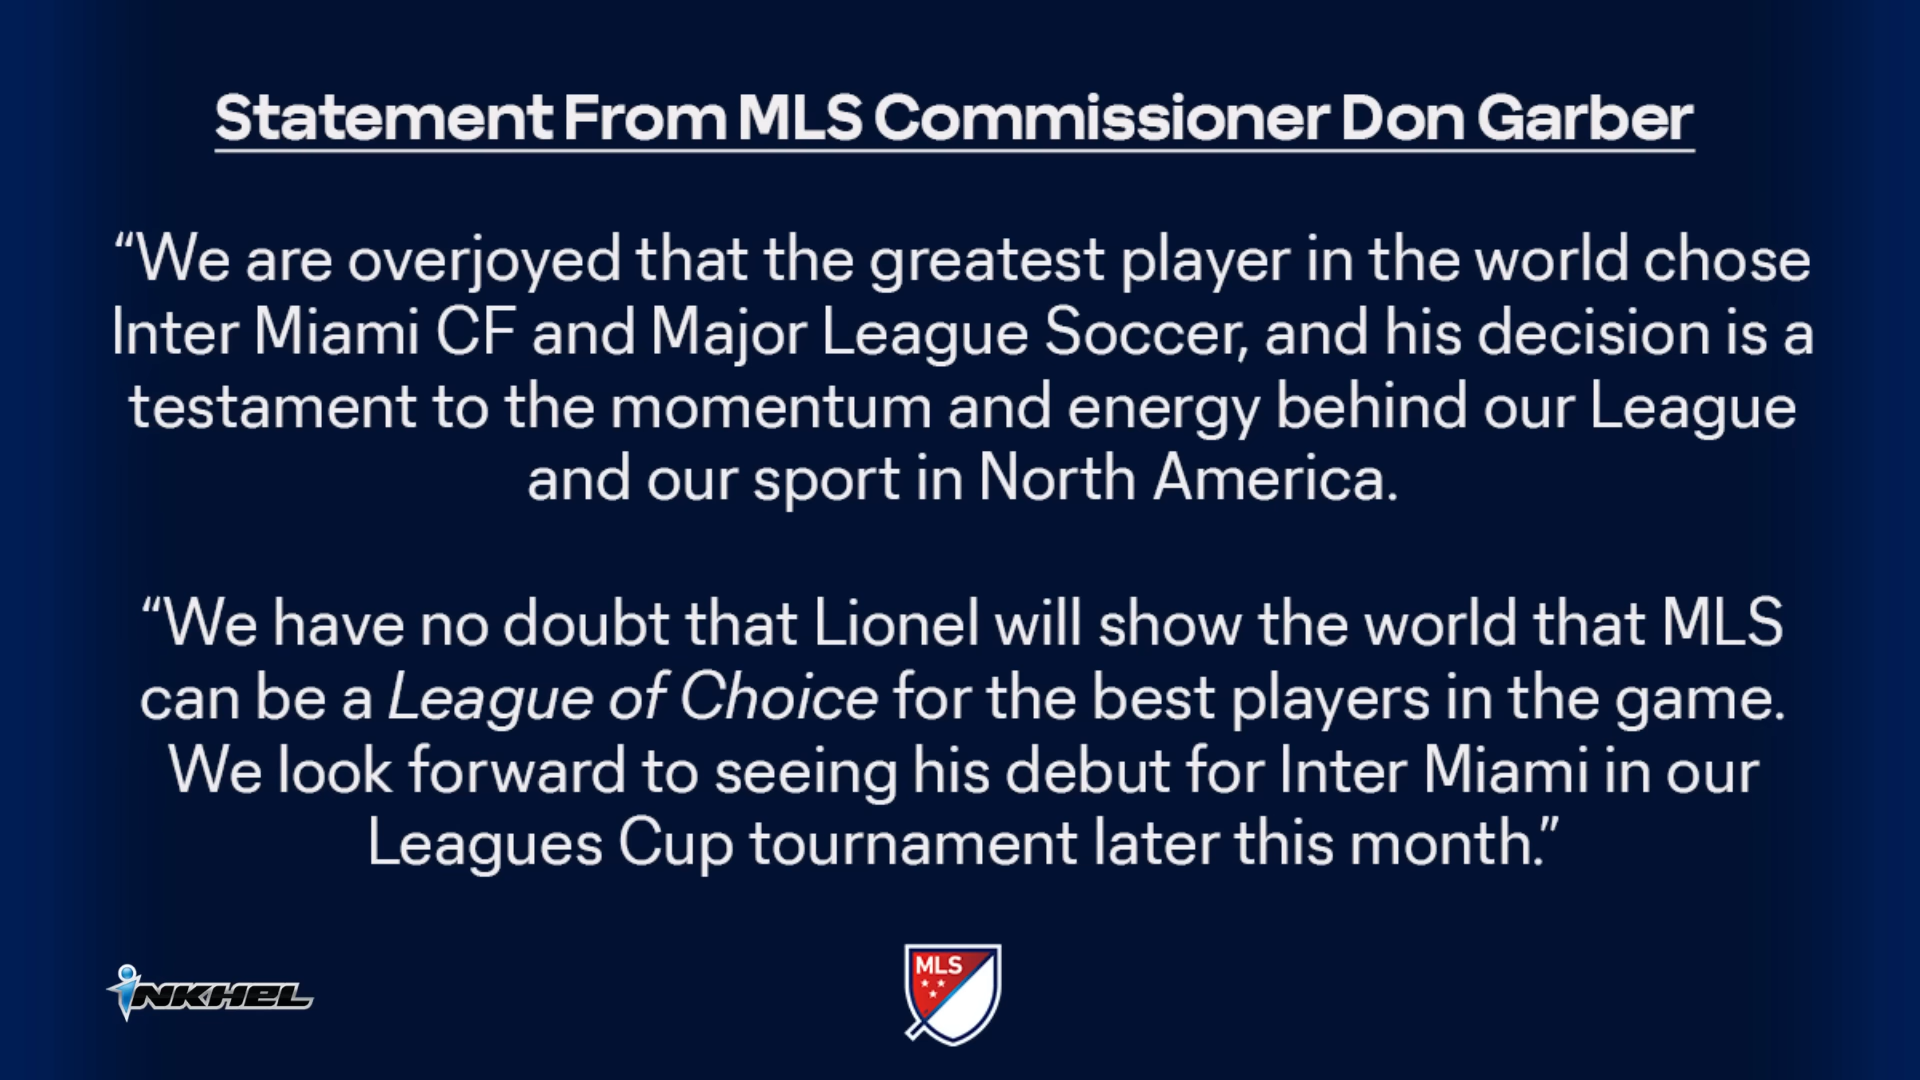 Statement From MLS Commissioner Don Garber
“We are overjoyed that the greatest player in the world chose
Inter Miami CF and Major League Soccer, and his decision is a
testament to the momentum and energy behind our League
and our sport in North America.
“We have no doubt that Lionel will show the world that MLS
can be a League of Choice for the best players in the game.
We look forward to seeing his debut for Inter Miami in our
Leagues Cup tournament later this month.”
iNKHEL
MLS